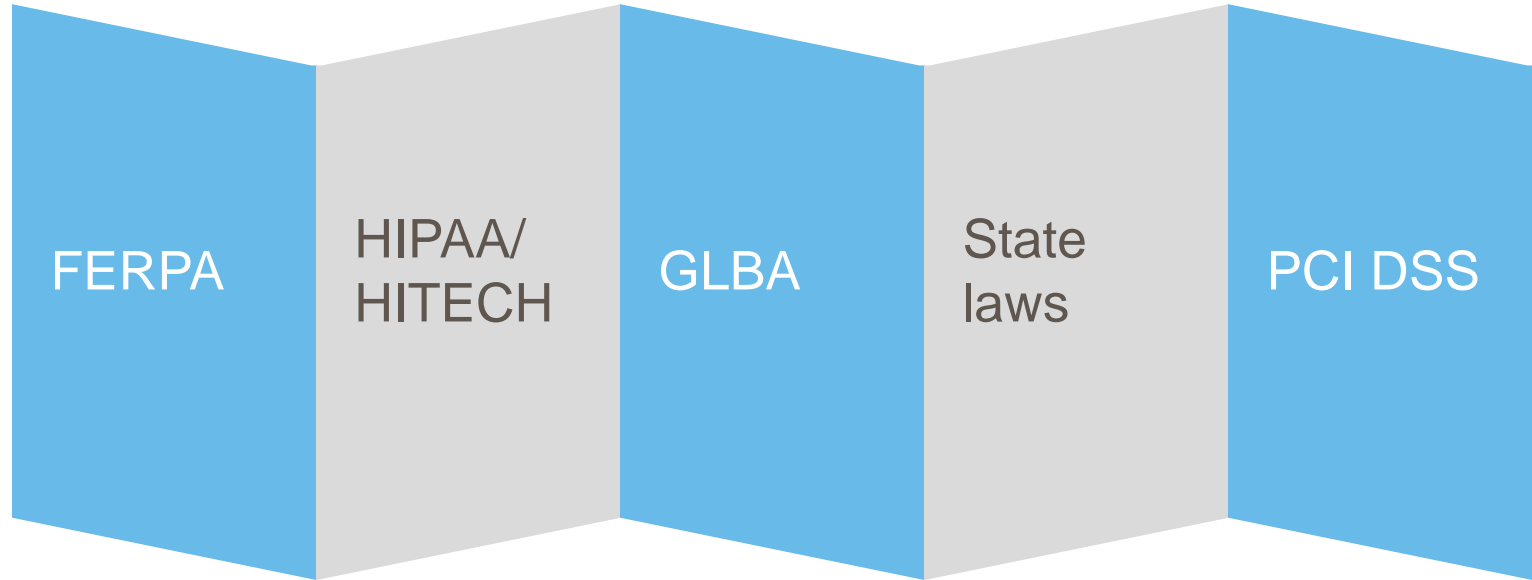 FERPA
HIPAA/
HITECH
GLBA
State
laws
PCI DSS